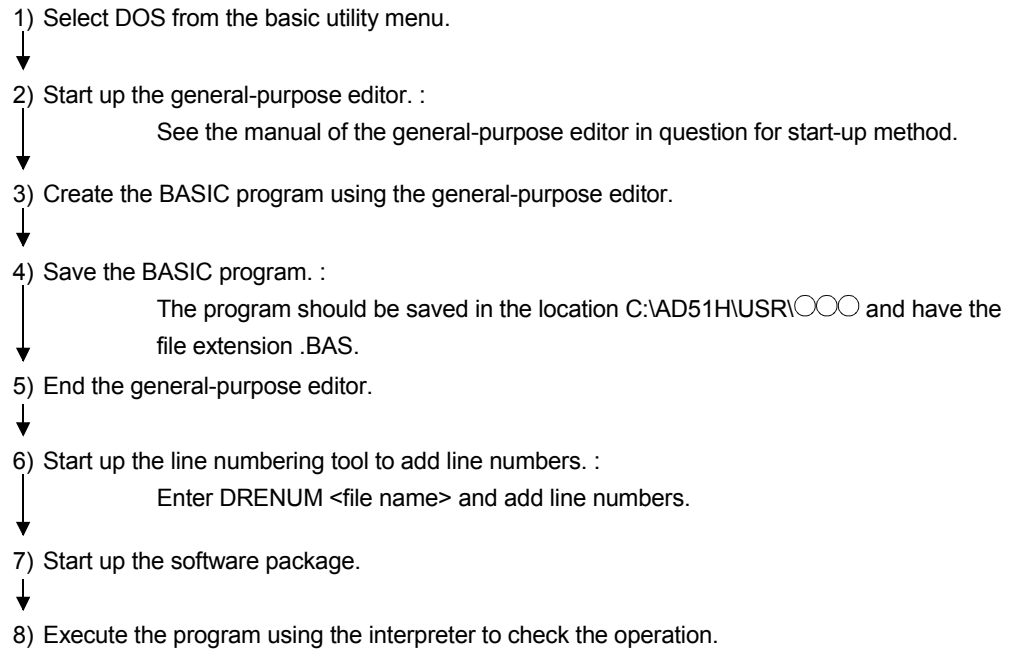 1) Select DOS from the basic utility menu.
2) Start up the general-purpose editor. :
See the manual of the general-purpose editor in question for start-up method.
3) Create the BASIC program using the general-purpose editor.
4) Save the BASIC program. :
The program should be saved in the location C:\AD51H\USR\○○○ and have the
file extension .BAS.
5) End the general-purpose editor.
6) Start up the line numbering tool to add line numbers. :
Enter DRENUM <file name> and add line numbers.
7) Start up the software package.
8) Execute the program using the interpreter to check the operation.